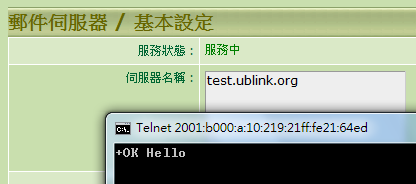 郵件伺服器 / 基本設定
服務狀態： 服務中
伺服器名稱： test.ublink.org
Telnet 2001:b000:a:10:219:21ff:fe21:64ed
+OK Hello